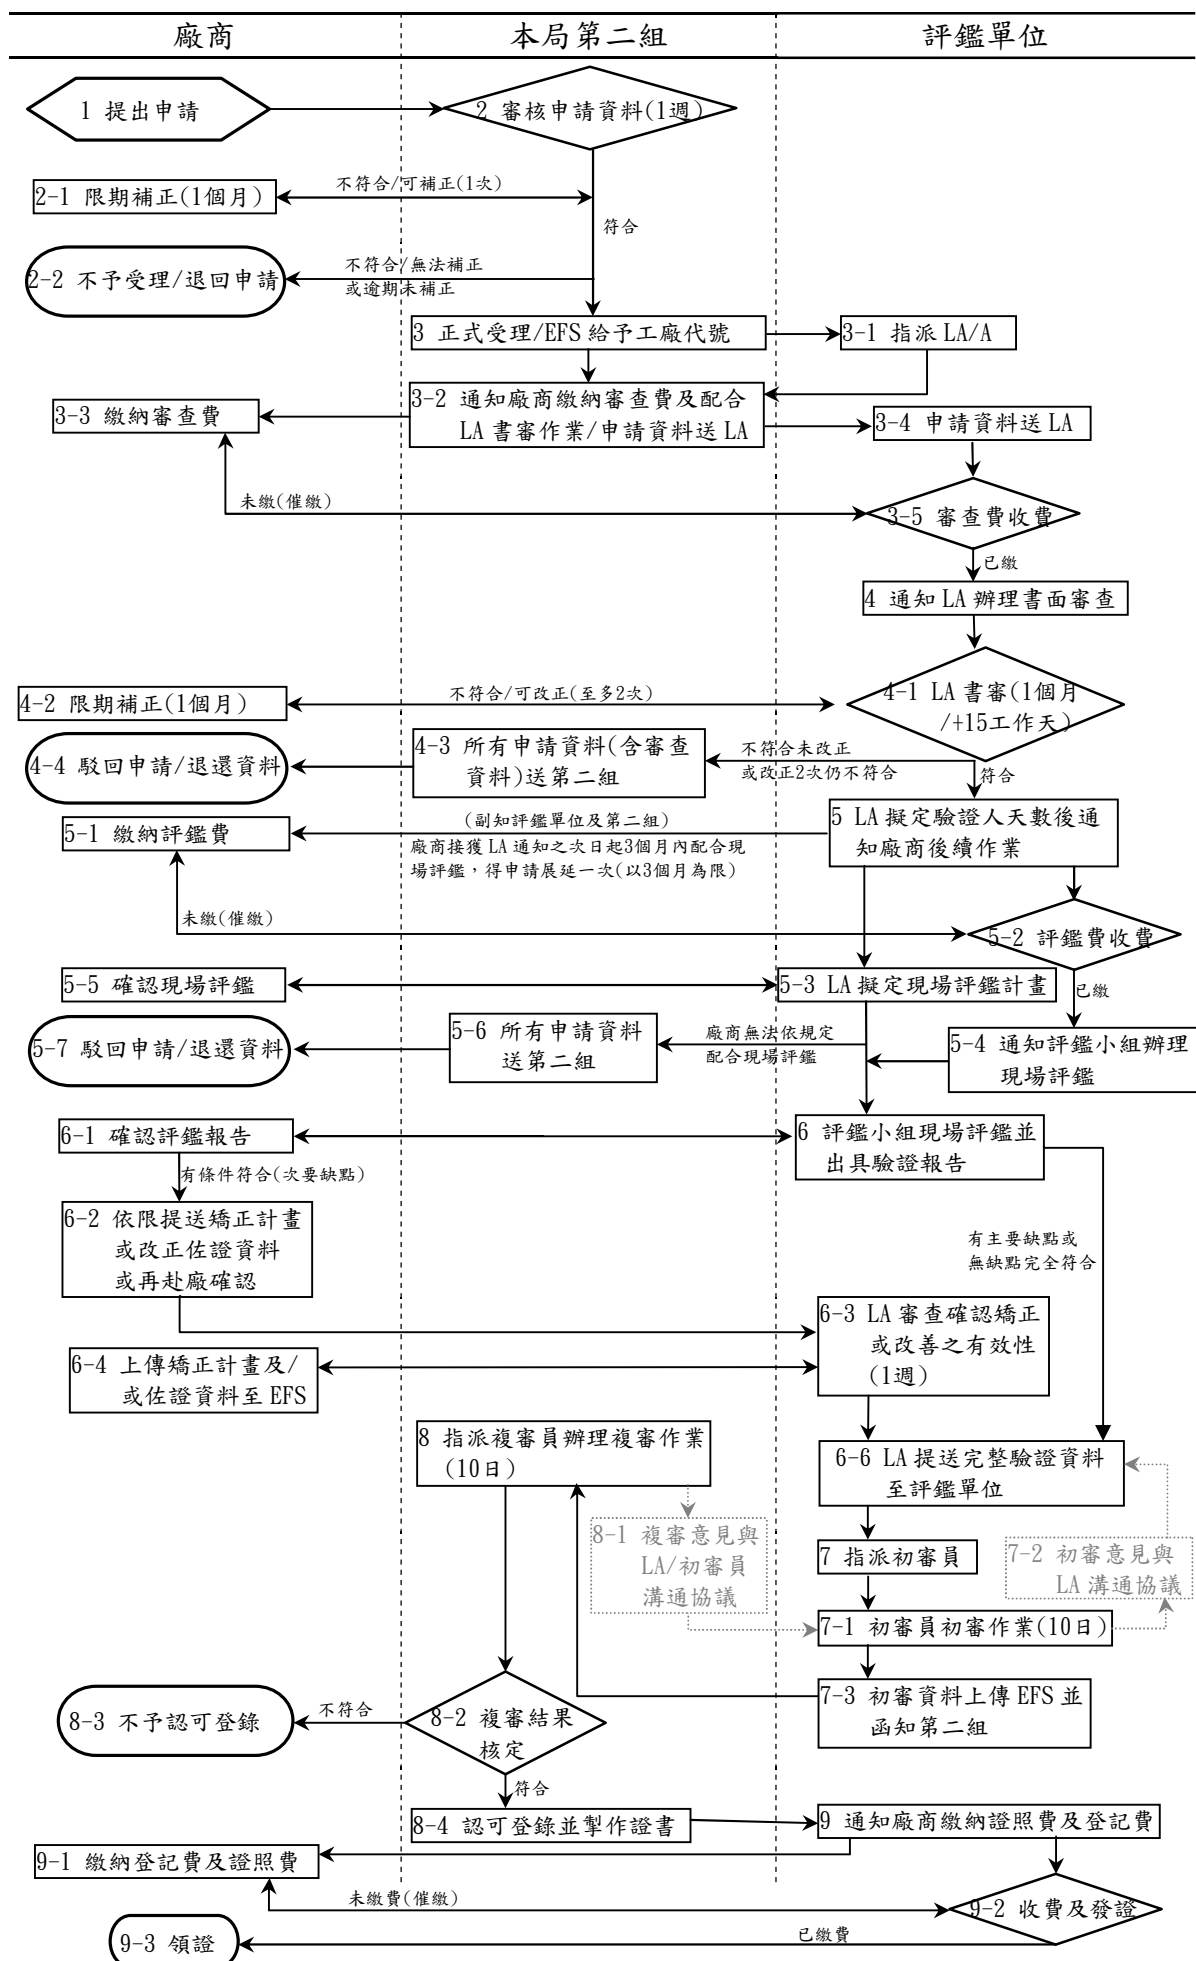 廠商
本局第二組
評鑑單位
1 提出申請
2 審核申請資料(1週)
2-1 限期補正(1個月)
不符合/可補正(1次)
符合
2-2 不予受理/退回申請
不符合/無法補正
或逾期未補正
3 正式受理/EFS 給予工廠代號
3-1 指派 LA/A
3-2 通知廠商繳納審查費及配合
LA 書審作業/申請資料送 LA
3-3 繳納審查費
3-4 申請資料送 LA
未繳(催繳)
3-5 審查費收費
已繳
4 通知 LA 辦理書面審查
4-1 LA 書審(1個月
/+15工作天)
4-2 限期補正(1個月)
不符合/可改正(至多2次)
4-3 所有申請資料(含審查
資料)送第二組
不符合未改正
或改正2次仍不符合
符合
4-4 駁回申請/退還資料
5 LA 擬定驗證人天數後通
知廠商後續作業
5-1 繳納評鑑費
(副知評鑑單位及第二組)
廠商接獲 LA 通知之次日起3個月內配合現
場評鑑，得申請展延一次(以3個月為限)
未繳(催繳)
5-2 評鑑費收費
已繳
5-3 LA 擬定現場評鑑計畫
5-5 確認現場評鑑
5-4 通知評鑑小組辦理
現場評鑑
5-6 所有申請資料
送第二組
廠商無法依規定
配合現場評鑑
5-7 駁回申請/退還資料
6 評鑑小組現場評鑑並
出具驗證報告
6-1 確認評鑑報告
有條件符合(次要缺點)
6-2 依限提送矯正計畫
或改正佐證資料
或再赴廠確認
有主要缺點或
無缺點完全符合
6-3 LA 審查確認矯正
或改善之有效性
(1週)
6-4 上傳矯正計畫及/
或佐證資料至 EFS
6-6 LA 提送完整驗證資料
至評鑑單位
8 指派複審員辦理複審作業
(10日)
8-1 複審意見與
LA/初審員
溝通協議
7 指派初審員
7-2 初審意見與
LA 溝通協議
7-1 初審員初審作業(10日)
7-3 初審資料上傳 EFS 並
函知第二組
8-2 複審結果
核定
不符合
8-3 不予認可登錄
符合
8-4 認可登錄並製作證書
9 通知廠商繳納證照費及登記費
9-1 繳納登記費及證照費
未繳費(催繳)
9-2 收費及發證
已繳費
9-3 領證